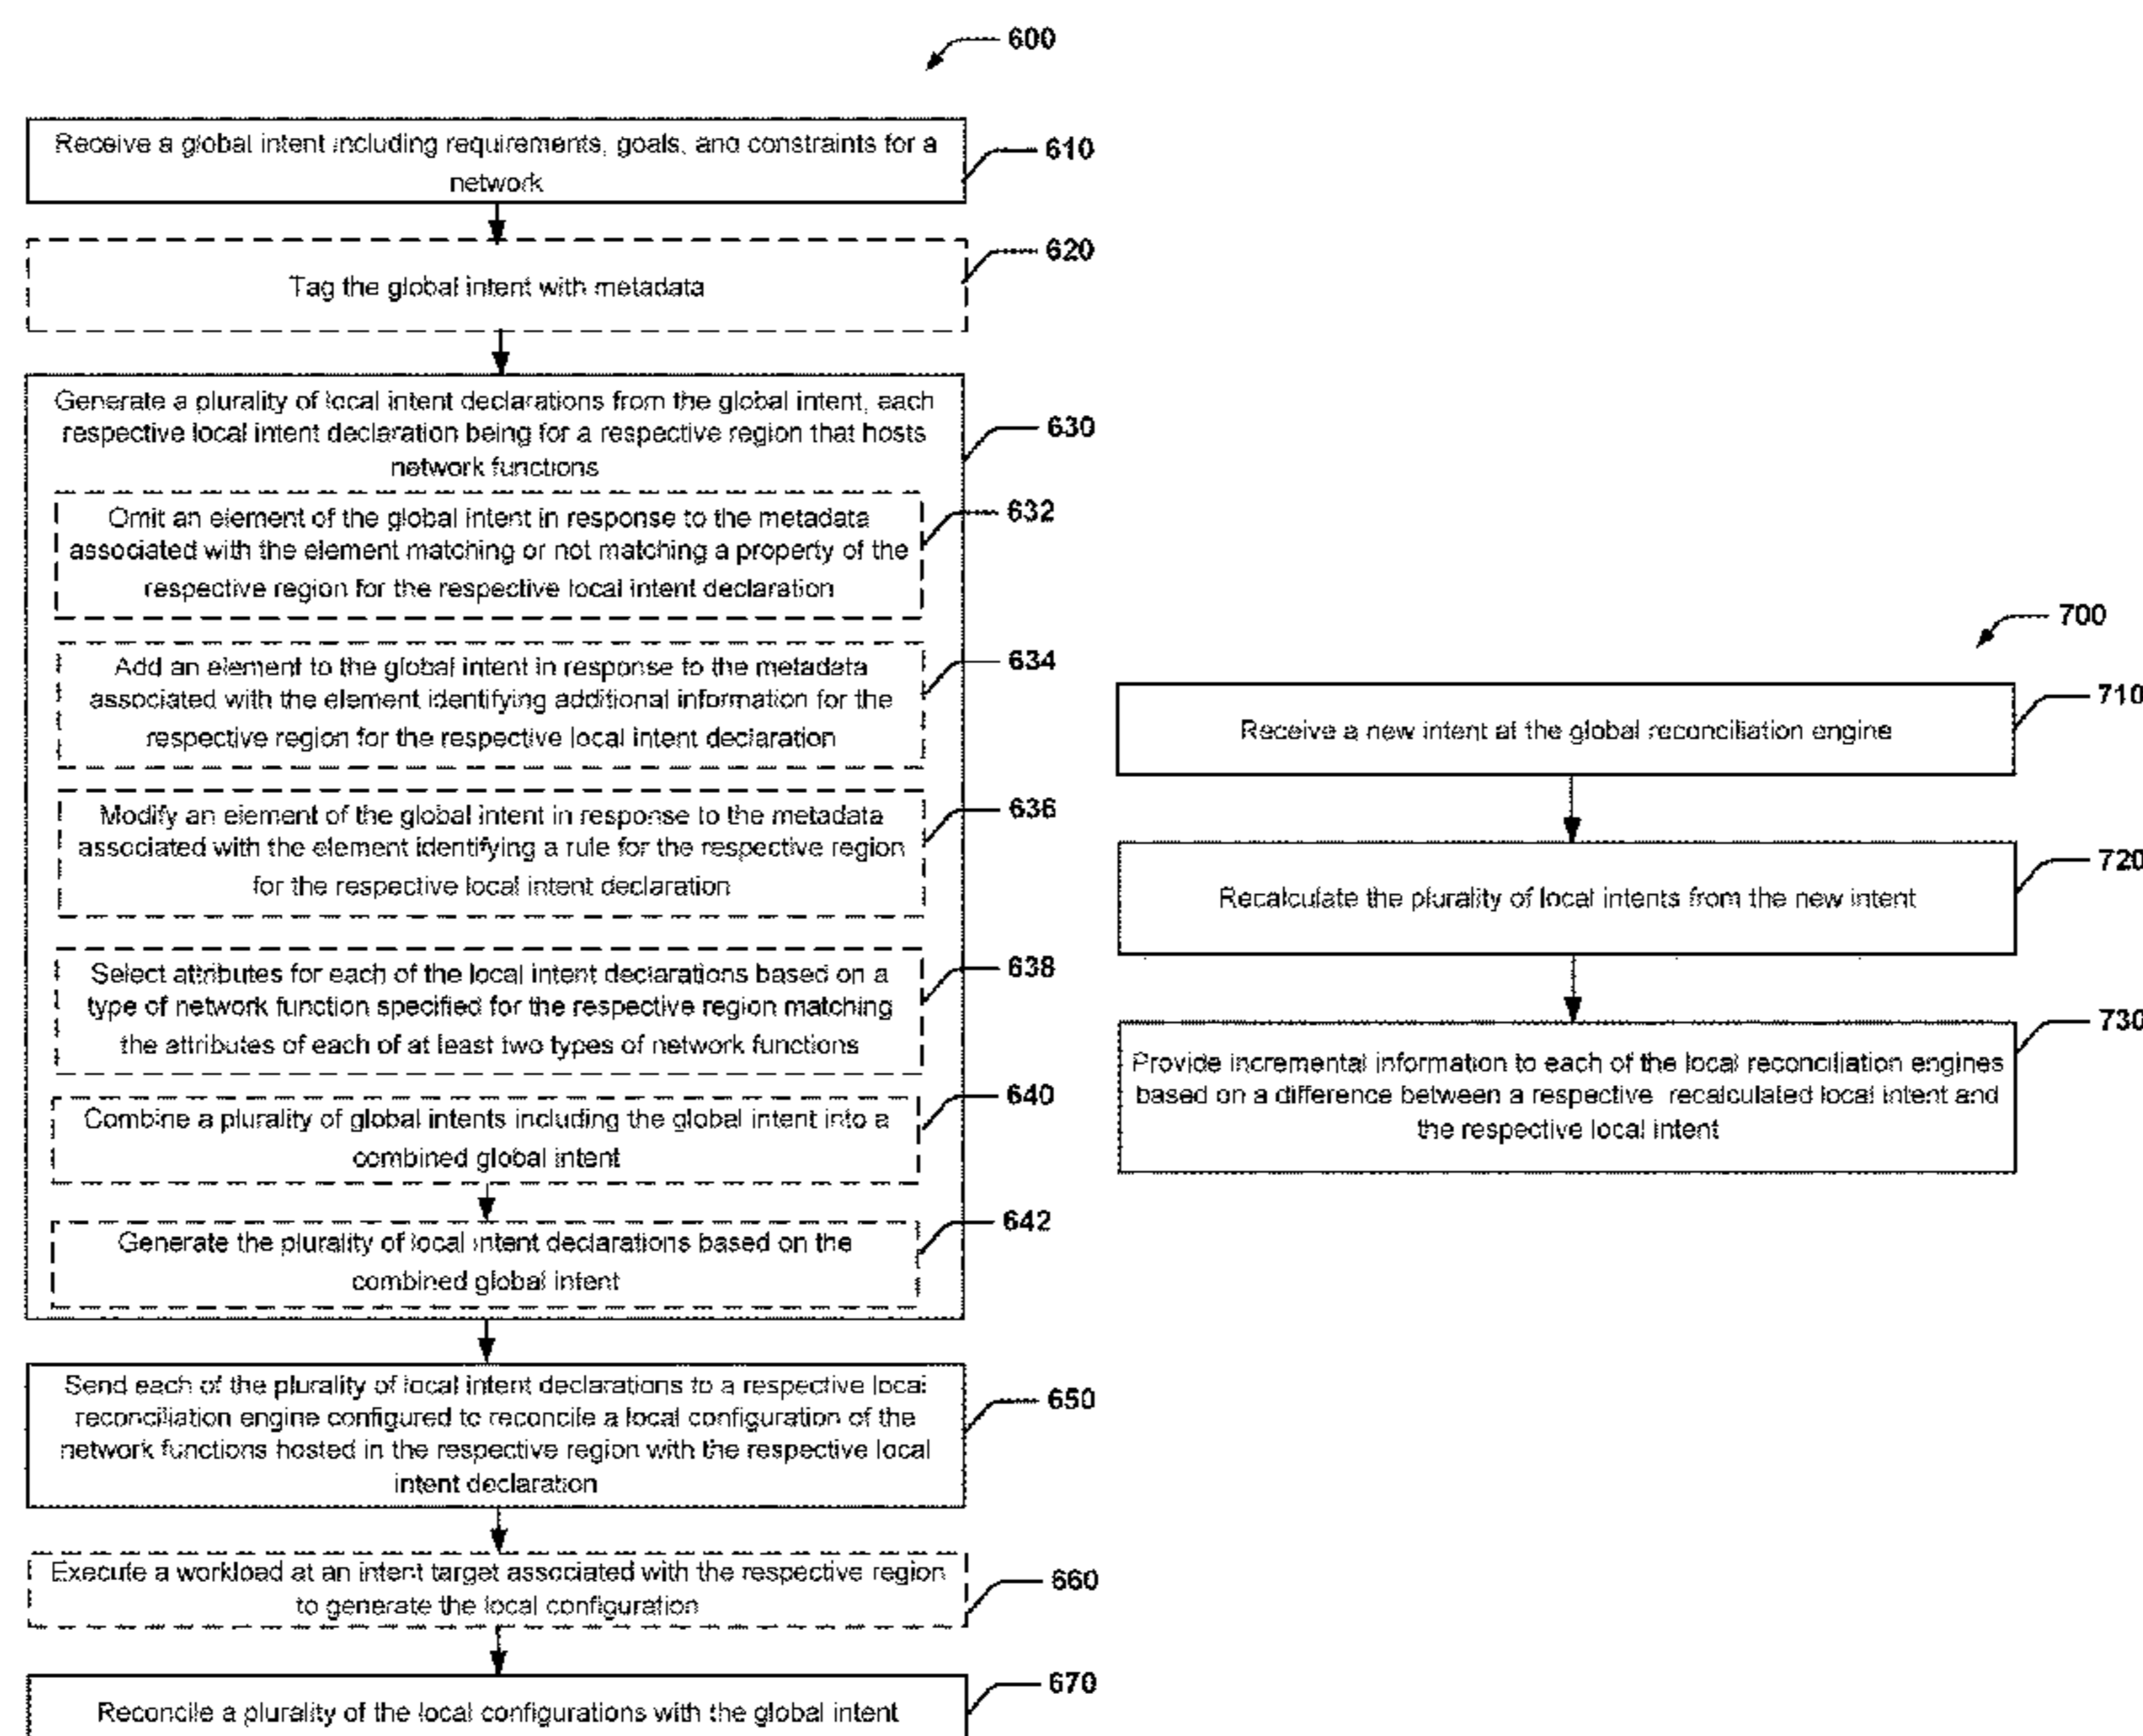 600
Receive a global intent including requirements, goals, and constraints for a
network
610
620
Tag the global intent with metadata
Generate a plurality of local intent declarations from the global intent, each
respective local intent declaration being for a respective region that hosts
network functions
630
Omit an element of the global intent in response to the metadata
associated with the element matching or not matching a property of the
respective region for the respective local intent declaration
632
Add an element to the global intent in response to the metadata
associated with the element identifying additional information for the
respective region for the respective local intent declaration
634
Modify an element of the global intent in response to the metadata
associated with the element identifying a rule for the respective region
for the respective local intent declaration
636
Select attributes for each of the local intent declarations based on a
type of network function specified for the respective region matching
the attributes of each of at least two types of network functions
638
Combine a plurality of global intents including the global intent into a
combined global intent
640
Generate the plurality of local intent declarations based on the
combined global intent
642
Send each of the plurality of local intent declarations to a respective local
reconciliation engine configured to reconcile a local configuration of the
network functions hosted in the respective region with the respective local
intent declaration
650
Execute a workload at an intent target associated with the respective region
to generate the local configuration
660
Reconcile a plurality of the local configurations with the global intent
670
700
Receive a new intent at the global reconciliation engine
710
Recalculate the plurality of local intents from the new intent
720
Provide incremental information to each of the local reconciliation engines
based on a difference between a respective recalculated local intent and
the respective local intent
730